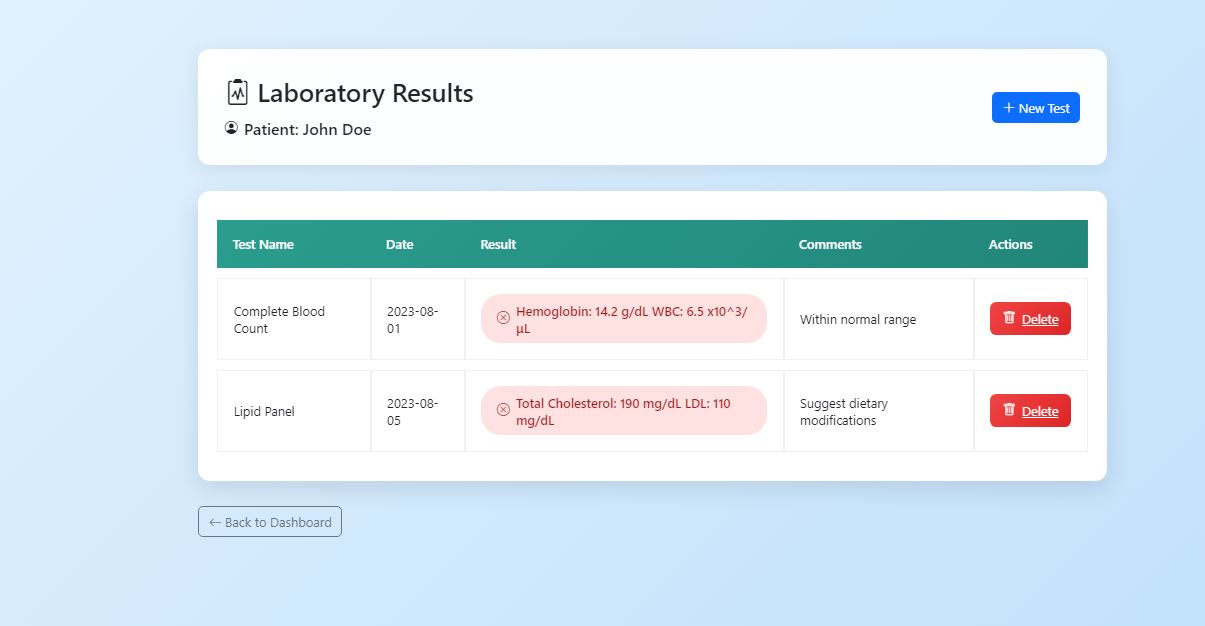 Laboratory Results
Patient: John Doe
+ New Test
Test Name Date Result Comments Actions
Complete Blood
Count
2023-08-
01
Hemoglobin: 14.2 g/dL WBC: 6.5 x10^3/
µL
Within normal range
Delete
Lipid Panel
2023-08-
05
Total Cholesterol: 190 mg/dL LDL: 110
mg/dL
Suggest dietary
modifications
Delete
← Back to Dashboard